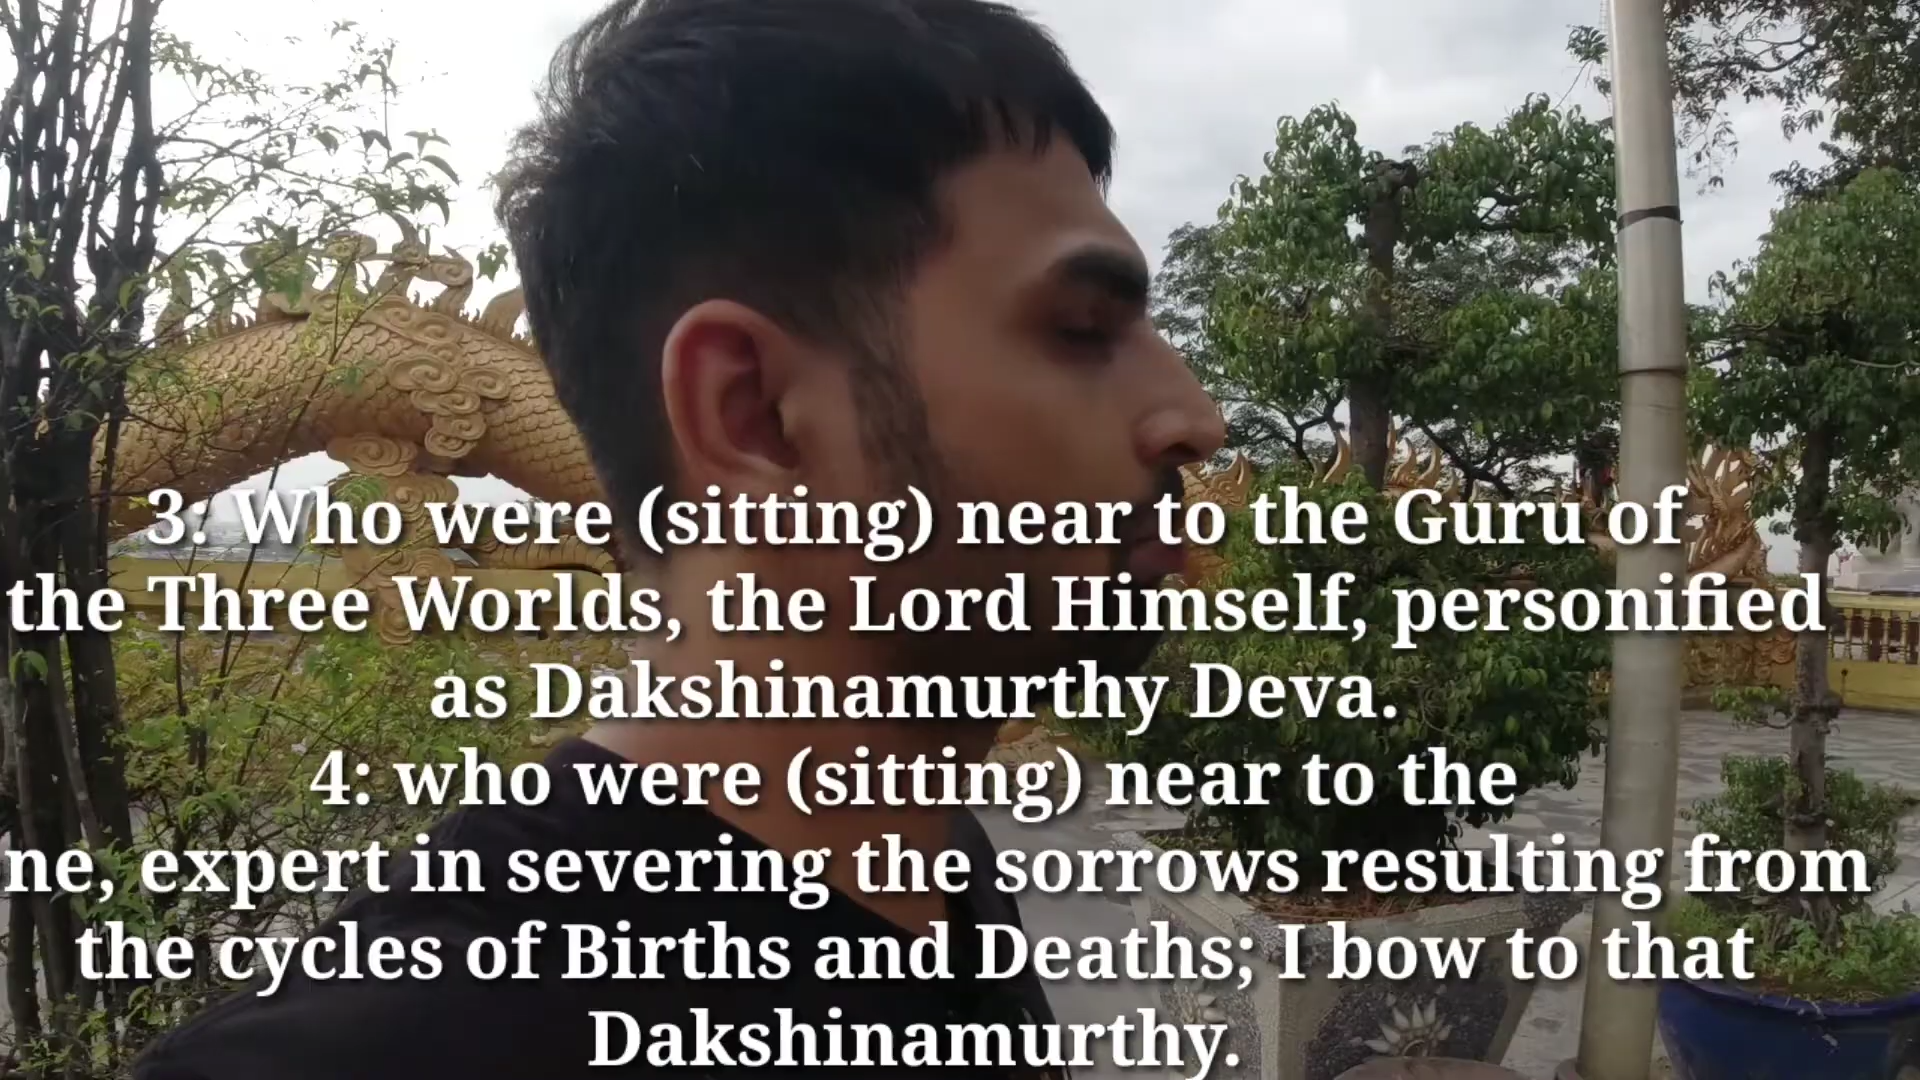 3: Who were (sitting) near to the Guru of
the Three Worlds, the Lord Himself, personified
as Dakshinamurthy Deva.
4: who were (sitting) near to the
ne, expert in severing the sorrows resulting from
the cycles of Births and Deaths; I bow to that
Dakshinamurthy.